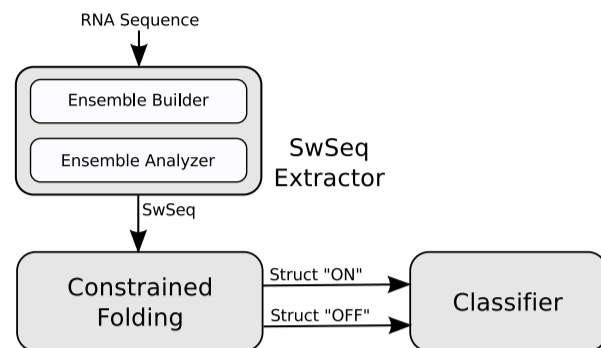 RNA Sequence
Ensemble Builder
Ensemble Analyzer
SwSeq
Extractor
SwSeq
Constrained
Folding
Struct "ON"
Struct "OFF"
Classifier